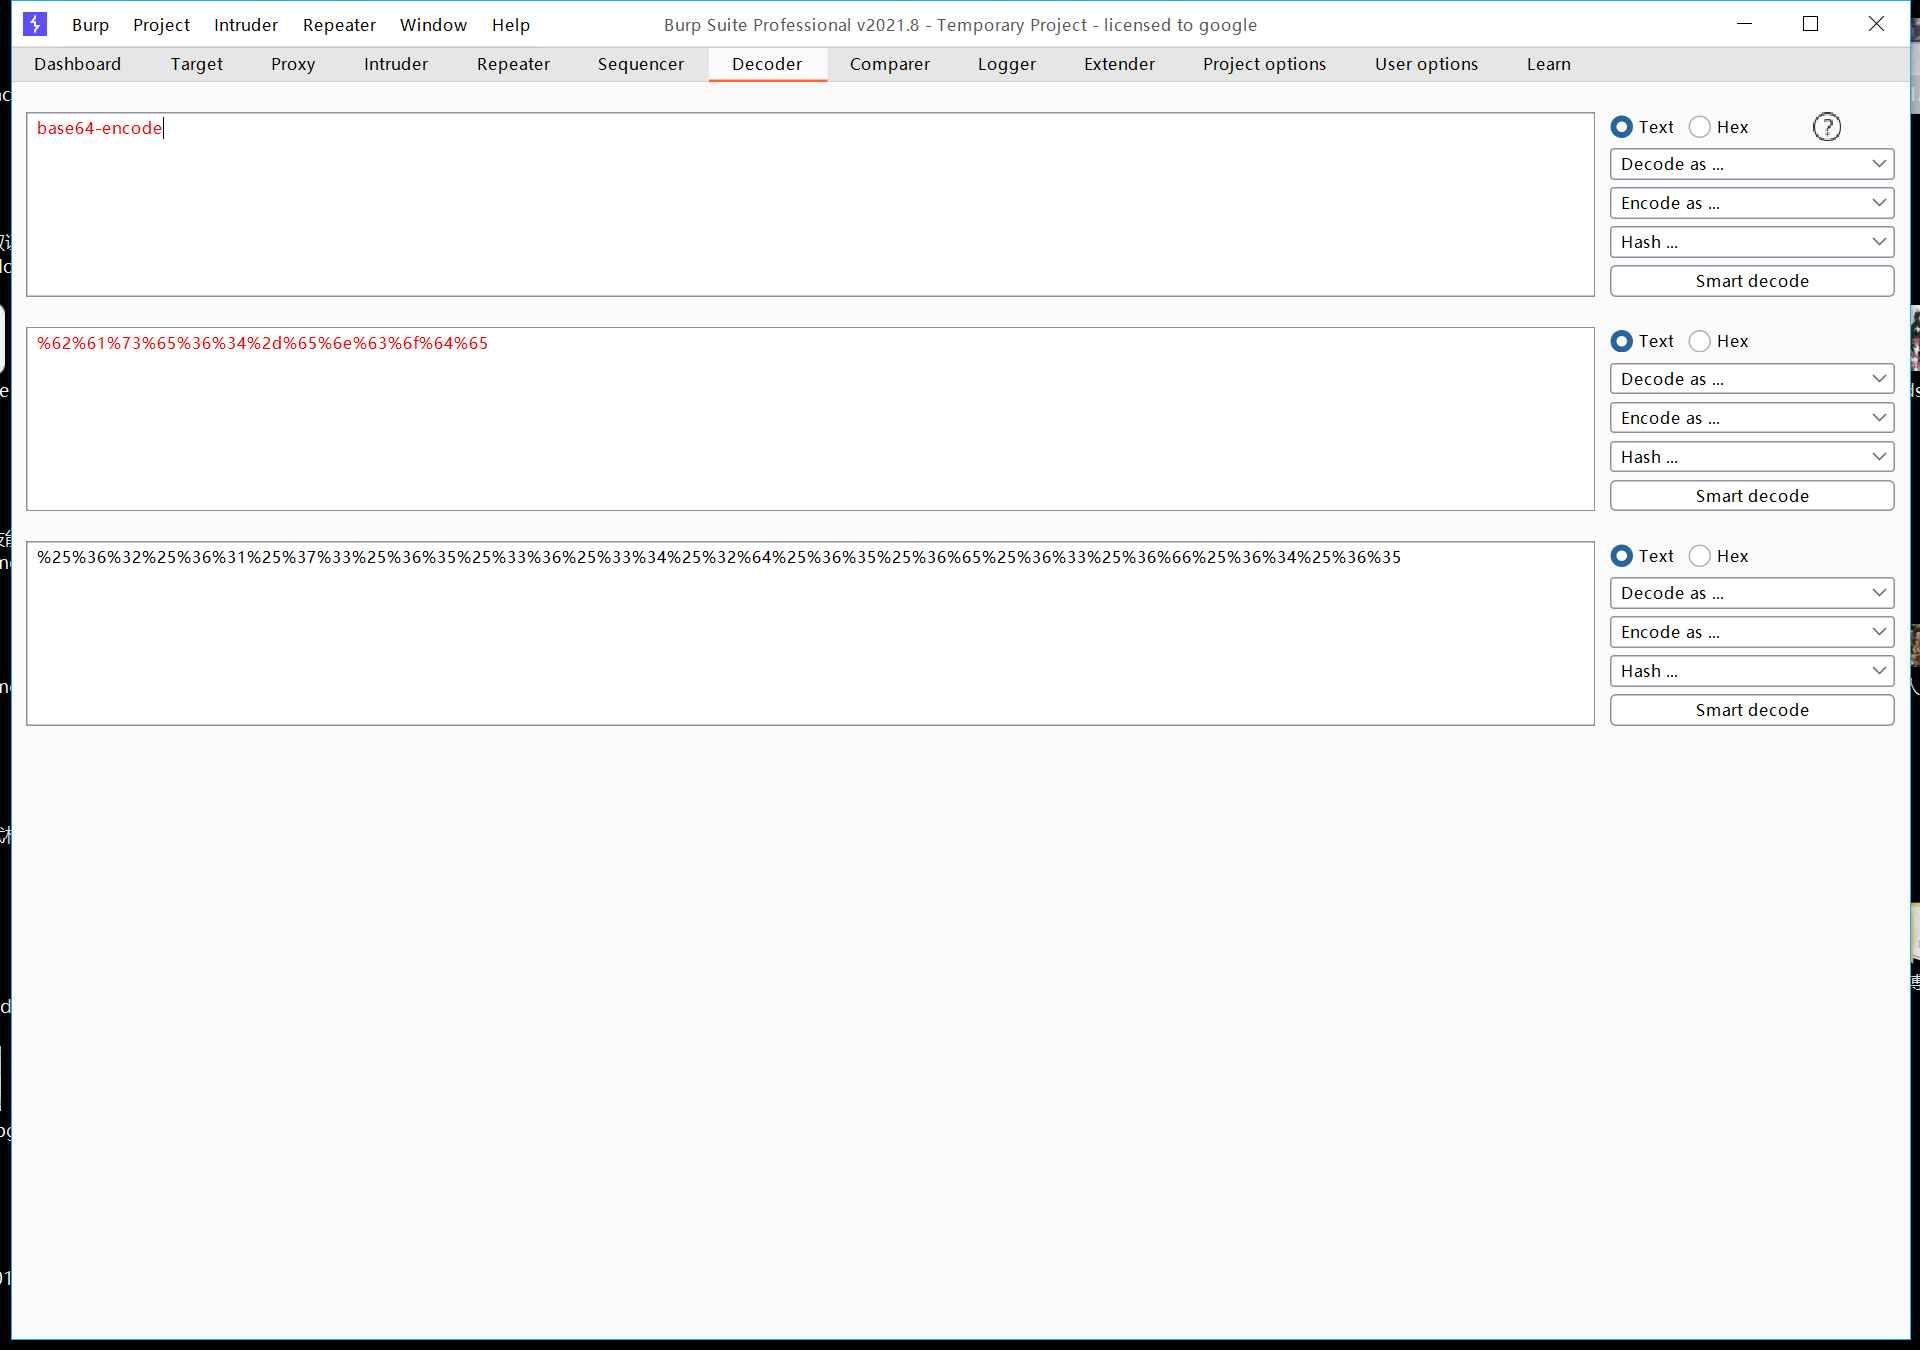 Burp Project Intruder Repeater Window Help Burp Suite Professional v2021.8 - Temporary Project - licensed to google
Dashboard Target Proxy Intruder Repeater Sequencer Decoder Comparer Logger Extender Project options User options Learn
base64-encode
Text Hex ?
Decode as ...
Encode as ...
Hash ...
Smart decode
%62%61%73%65%36%34%2d%65%6e%63%6f%64%65
Text Hex
Decode as ...
Encode as ...
Hash ...
Smart decode
%25%36%32%25%36%31%25%37%33%25%36%35%25%33%36%25%33%34%25%32%64%25%36%35%25%36%65%25%36%33%25%36%66%25%36%34%25%36%35
Text Hex
Decode as ...
Encode as ...
Hash ...
Smart decode